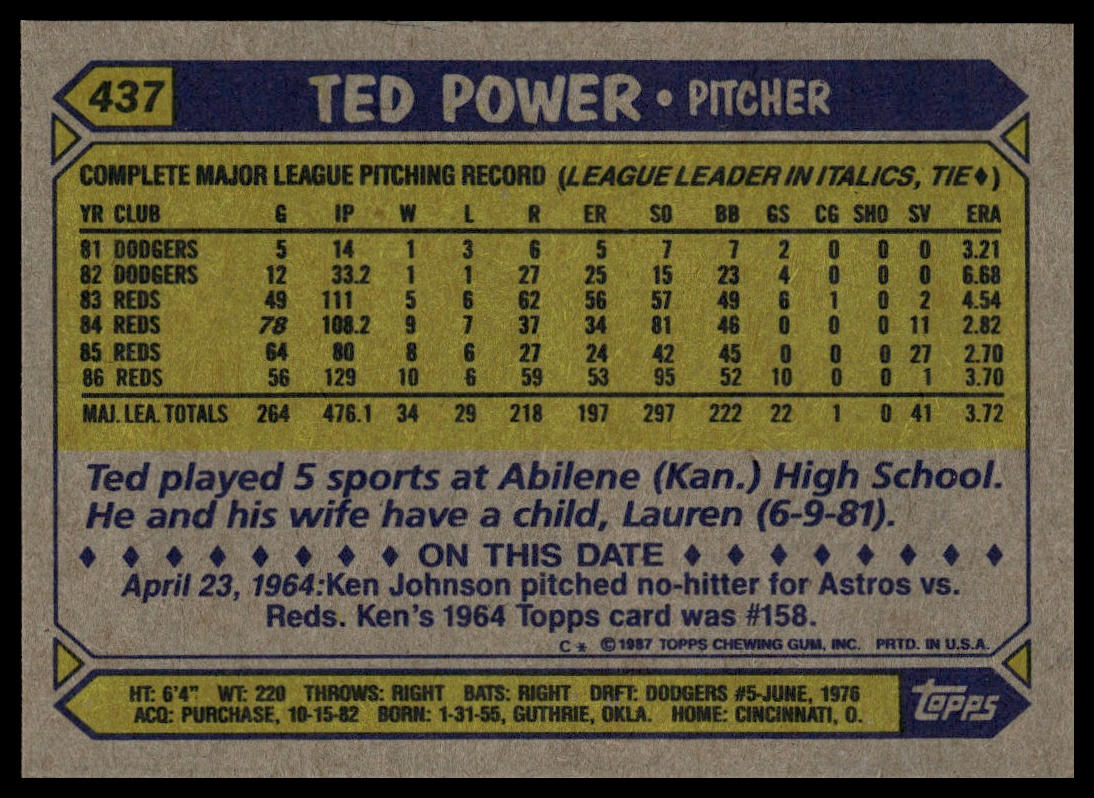 437 TED POWER • PITCHER
COMPLETE MAJOR LEAGUE PITCHING RECORD (LEAGUE LEADER IN ITALICS, TIE♦)
YR CLUB G IP W L R ER SO BB GS CG SHO SV ERA
81 DODGERS 5 14 1 3 6 5 7 7 2 0 0 0 3.21
82 DODGERS 12 33.2 1 1 27 25 15 23 4 0 0 0 6.68
83 REDS 49 111 5 6 62 56 57 49 6 1 0 2 4.54
84 REDS 78 108.2 9 7 37 34 81 46 0 0 0 11 2.82
85 REDS 64 80 8 6 27 24 42 45 0 0 0 27 2.70
86 REDS 56 129 10 6 59 53 95 52 10 0 0 1 3.70
MAJ. LEA. TOTALS 264 476.1 34 29 218 197 297 222 22 1 0 41 3.72
Ted played 5 sports at Abilene (Kan.) High School.
He and his wife have a child, Lauren (6-9-81).
♦ ♦ ♦ ♦ ♦ ♦ ♦ ♦ ON THIS DATE ♦ ♦ ♦ ♦ ♦ ♦ ♦ ♦
April 23, 1964:Ken Johnson pitched no-hitter for Astros vs.
Reds. Ken's 1964 Topps card was #158.
C* ©1987 TOPPS CHEWING GUM, INC. PRTD. IN U.S.A.
HT: 6'4" WT: 220 THROWS: RIGHT BATS: RIGHT DRFT: DODGERS #5-JUNE, 1976
ACQ: PURCHASE, 10-15-82 BORN: 1-31-55, GUTHRIE, OKLA. HOME: CINCINNATI, O.
topps